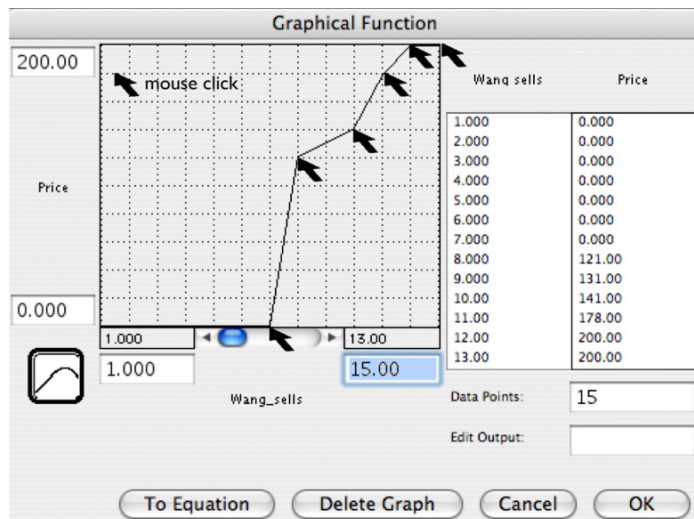 Graphical Function
200.00
mouse click
Price
0.000
1.000 13.00
1.000 15.00
Wang_sells
Wang sells Price
1.000 0.000
2.000 0.000
3.000 0.000
4.000 0.000
5.000 0.000
6.000 0.000
7.000 0.000
8.000 121.00
9.000 131.00
10.00 141.00
11.00 178.00
12.00 200.00
13.00 200.00
Data Points: 15
Edit Output:
To Equation Delete Graph Cancel OK